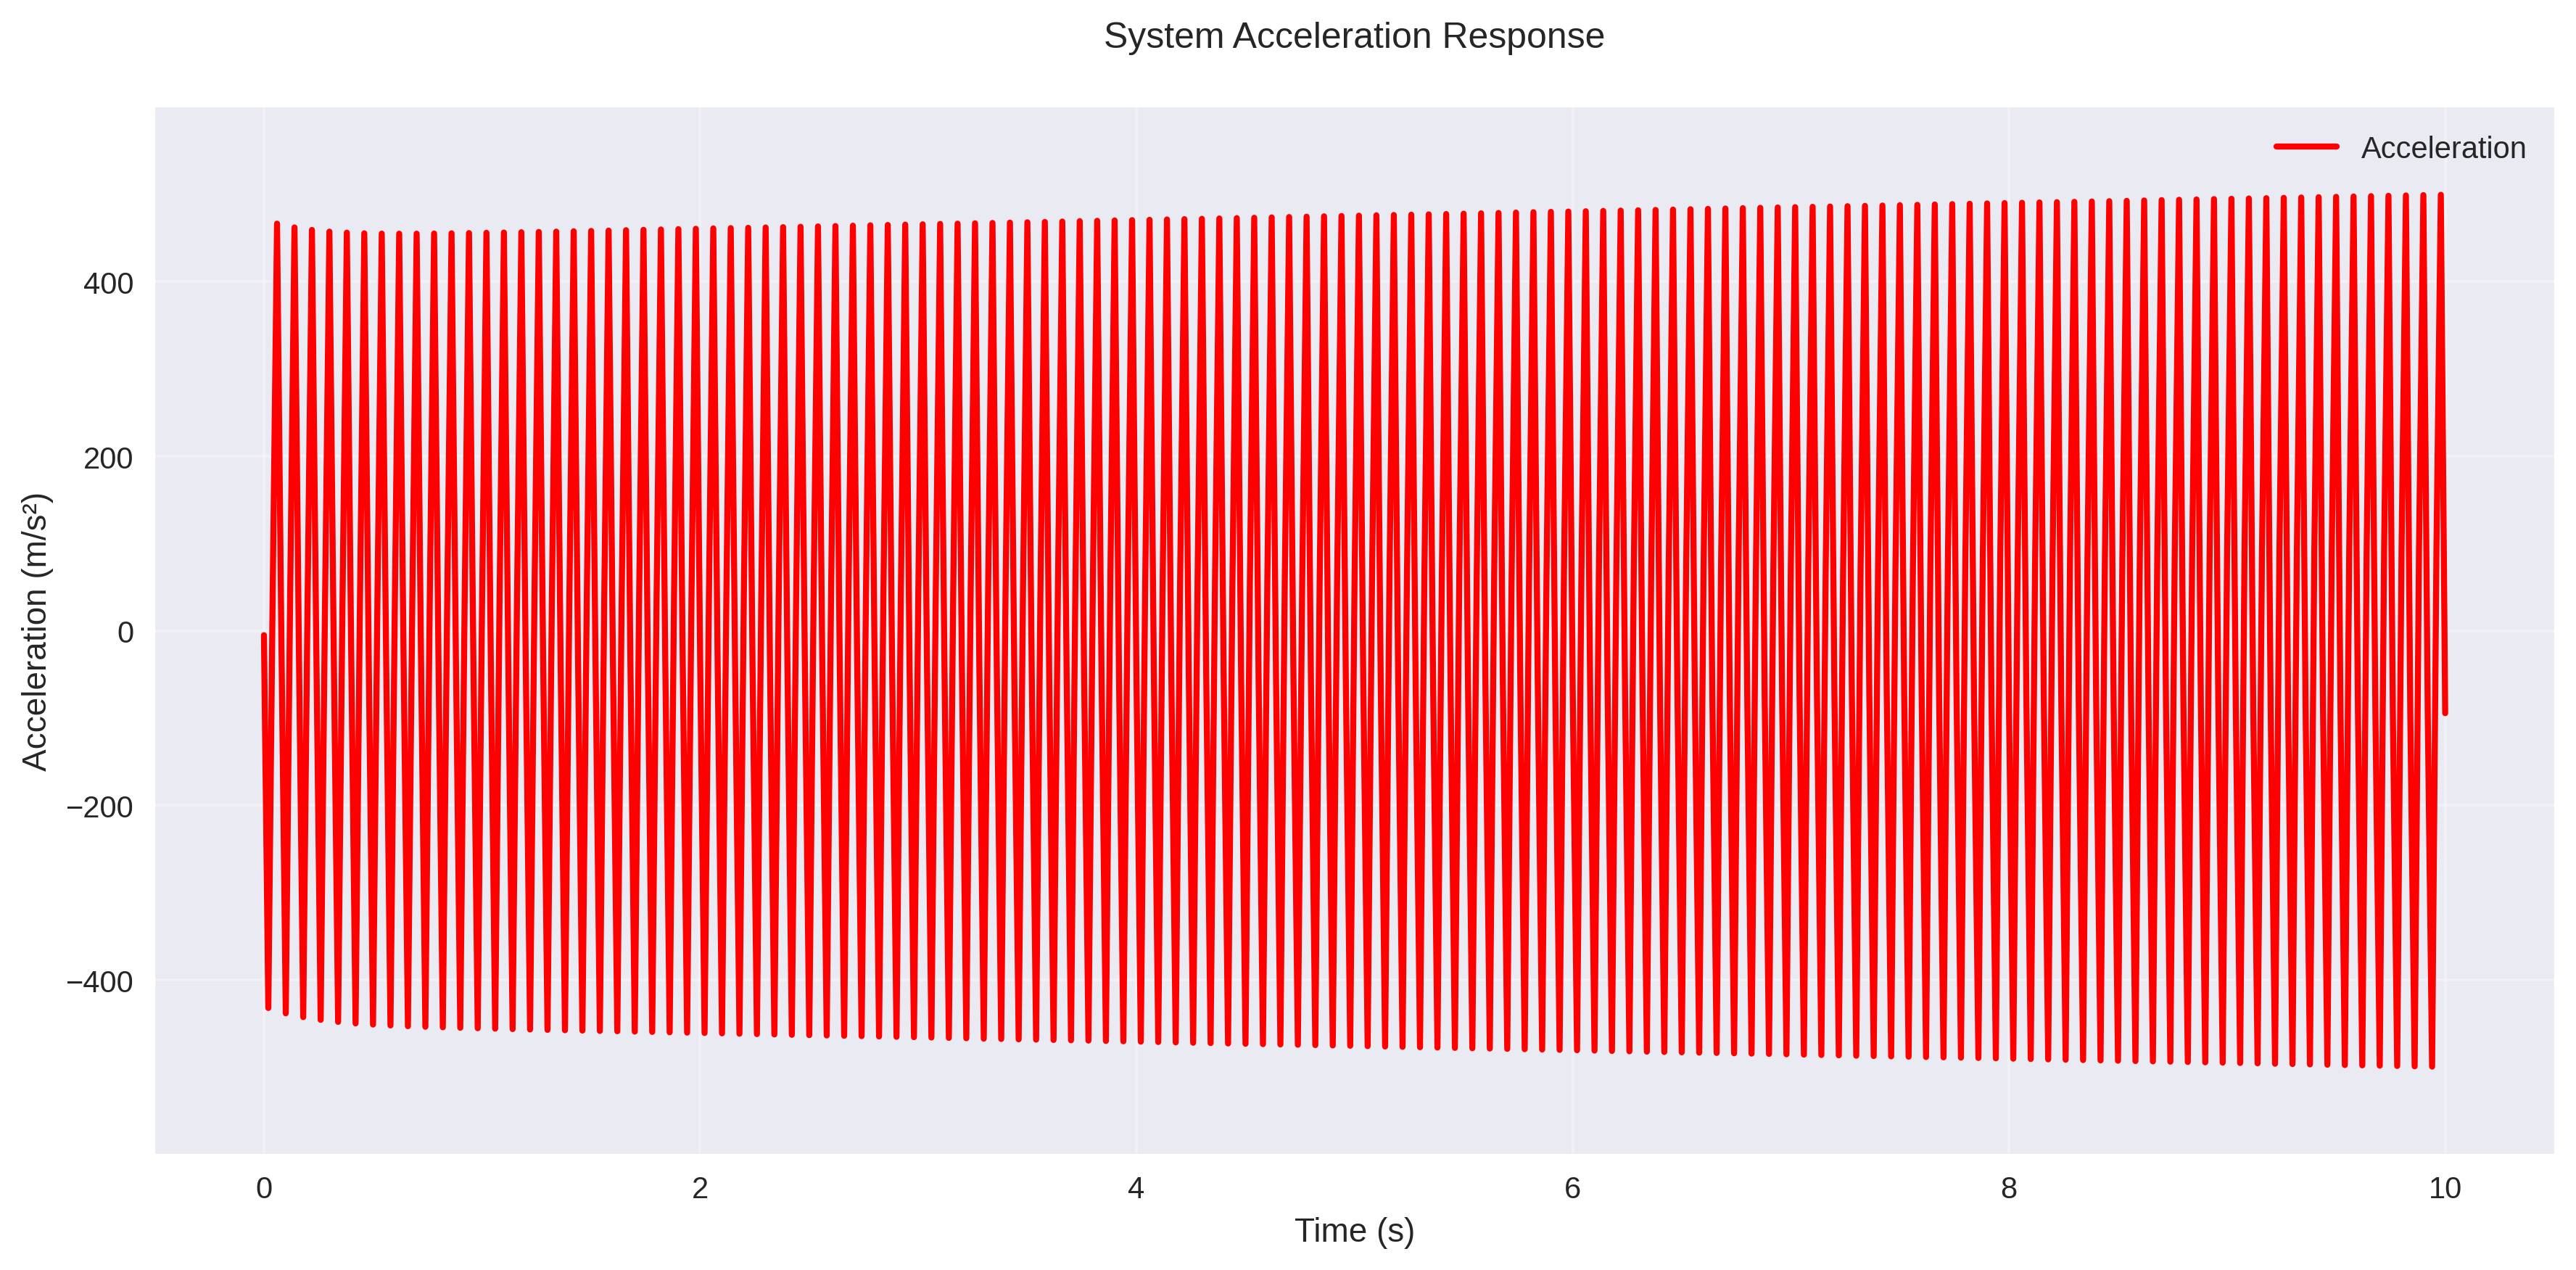 System Acceleration Response
Acceleration
Acceleration (m/s²)
400
200
0
−200
−400
0 2 4 6 8 10
Time (s)